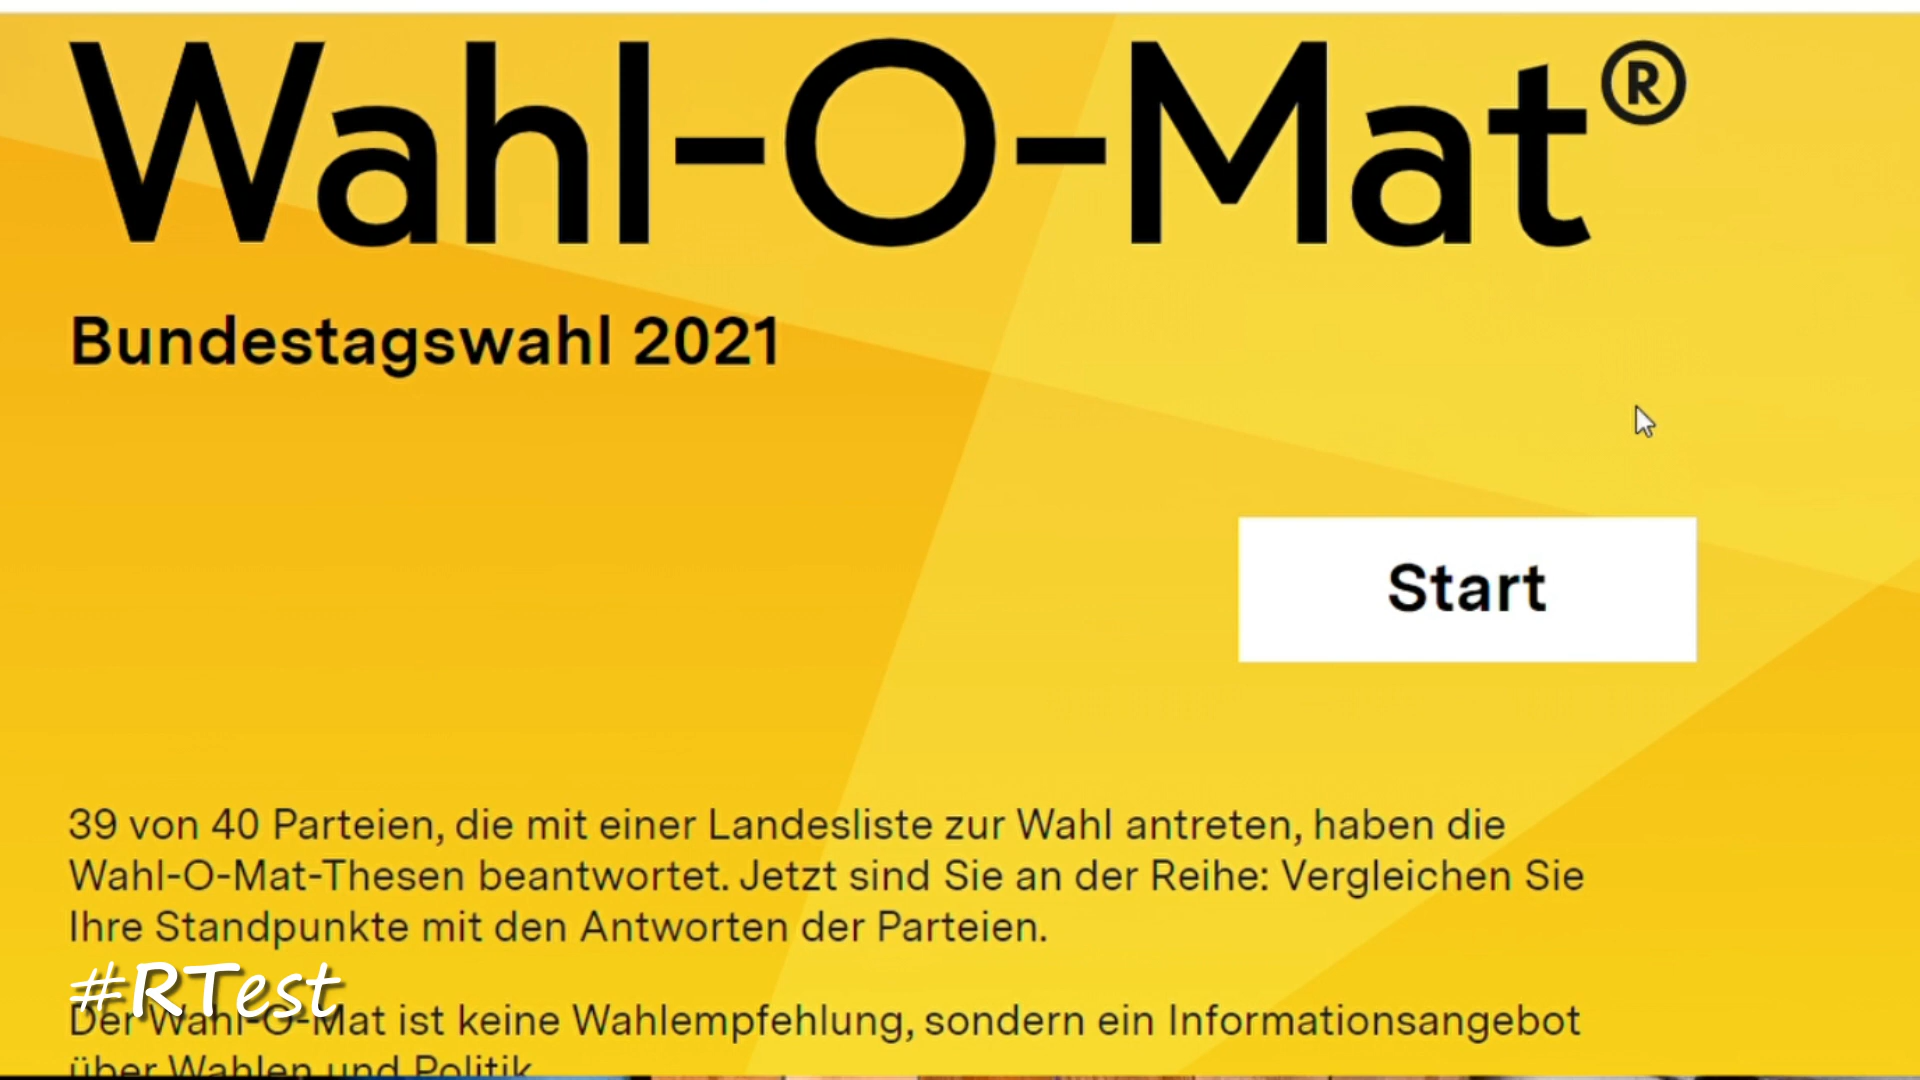 Wahl-O-Mat®
Bundestagswahl 2021
Start
39 von 40 Parteien, die mit einer Landesliste zur Wahl antreten, haben die
Wahl-O-Mat-Thesen beantwortet. Jetzt sind Sie an der Reihe: Vergleichen Sie
Ihre Standpunkte mit den Antworten der Parteien.
#RTest
Der Wahl-O-Mat ist keine Wahlempfehlung, sondern ein Informationsangebot
über Wahlen und Politik